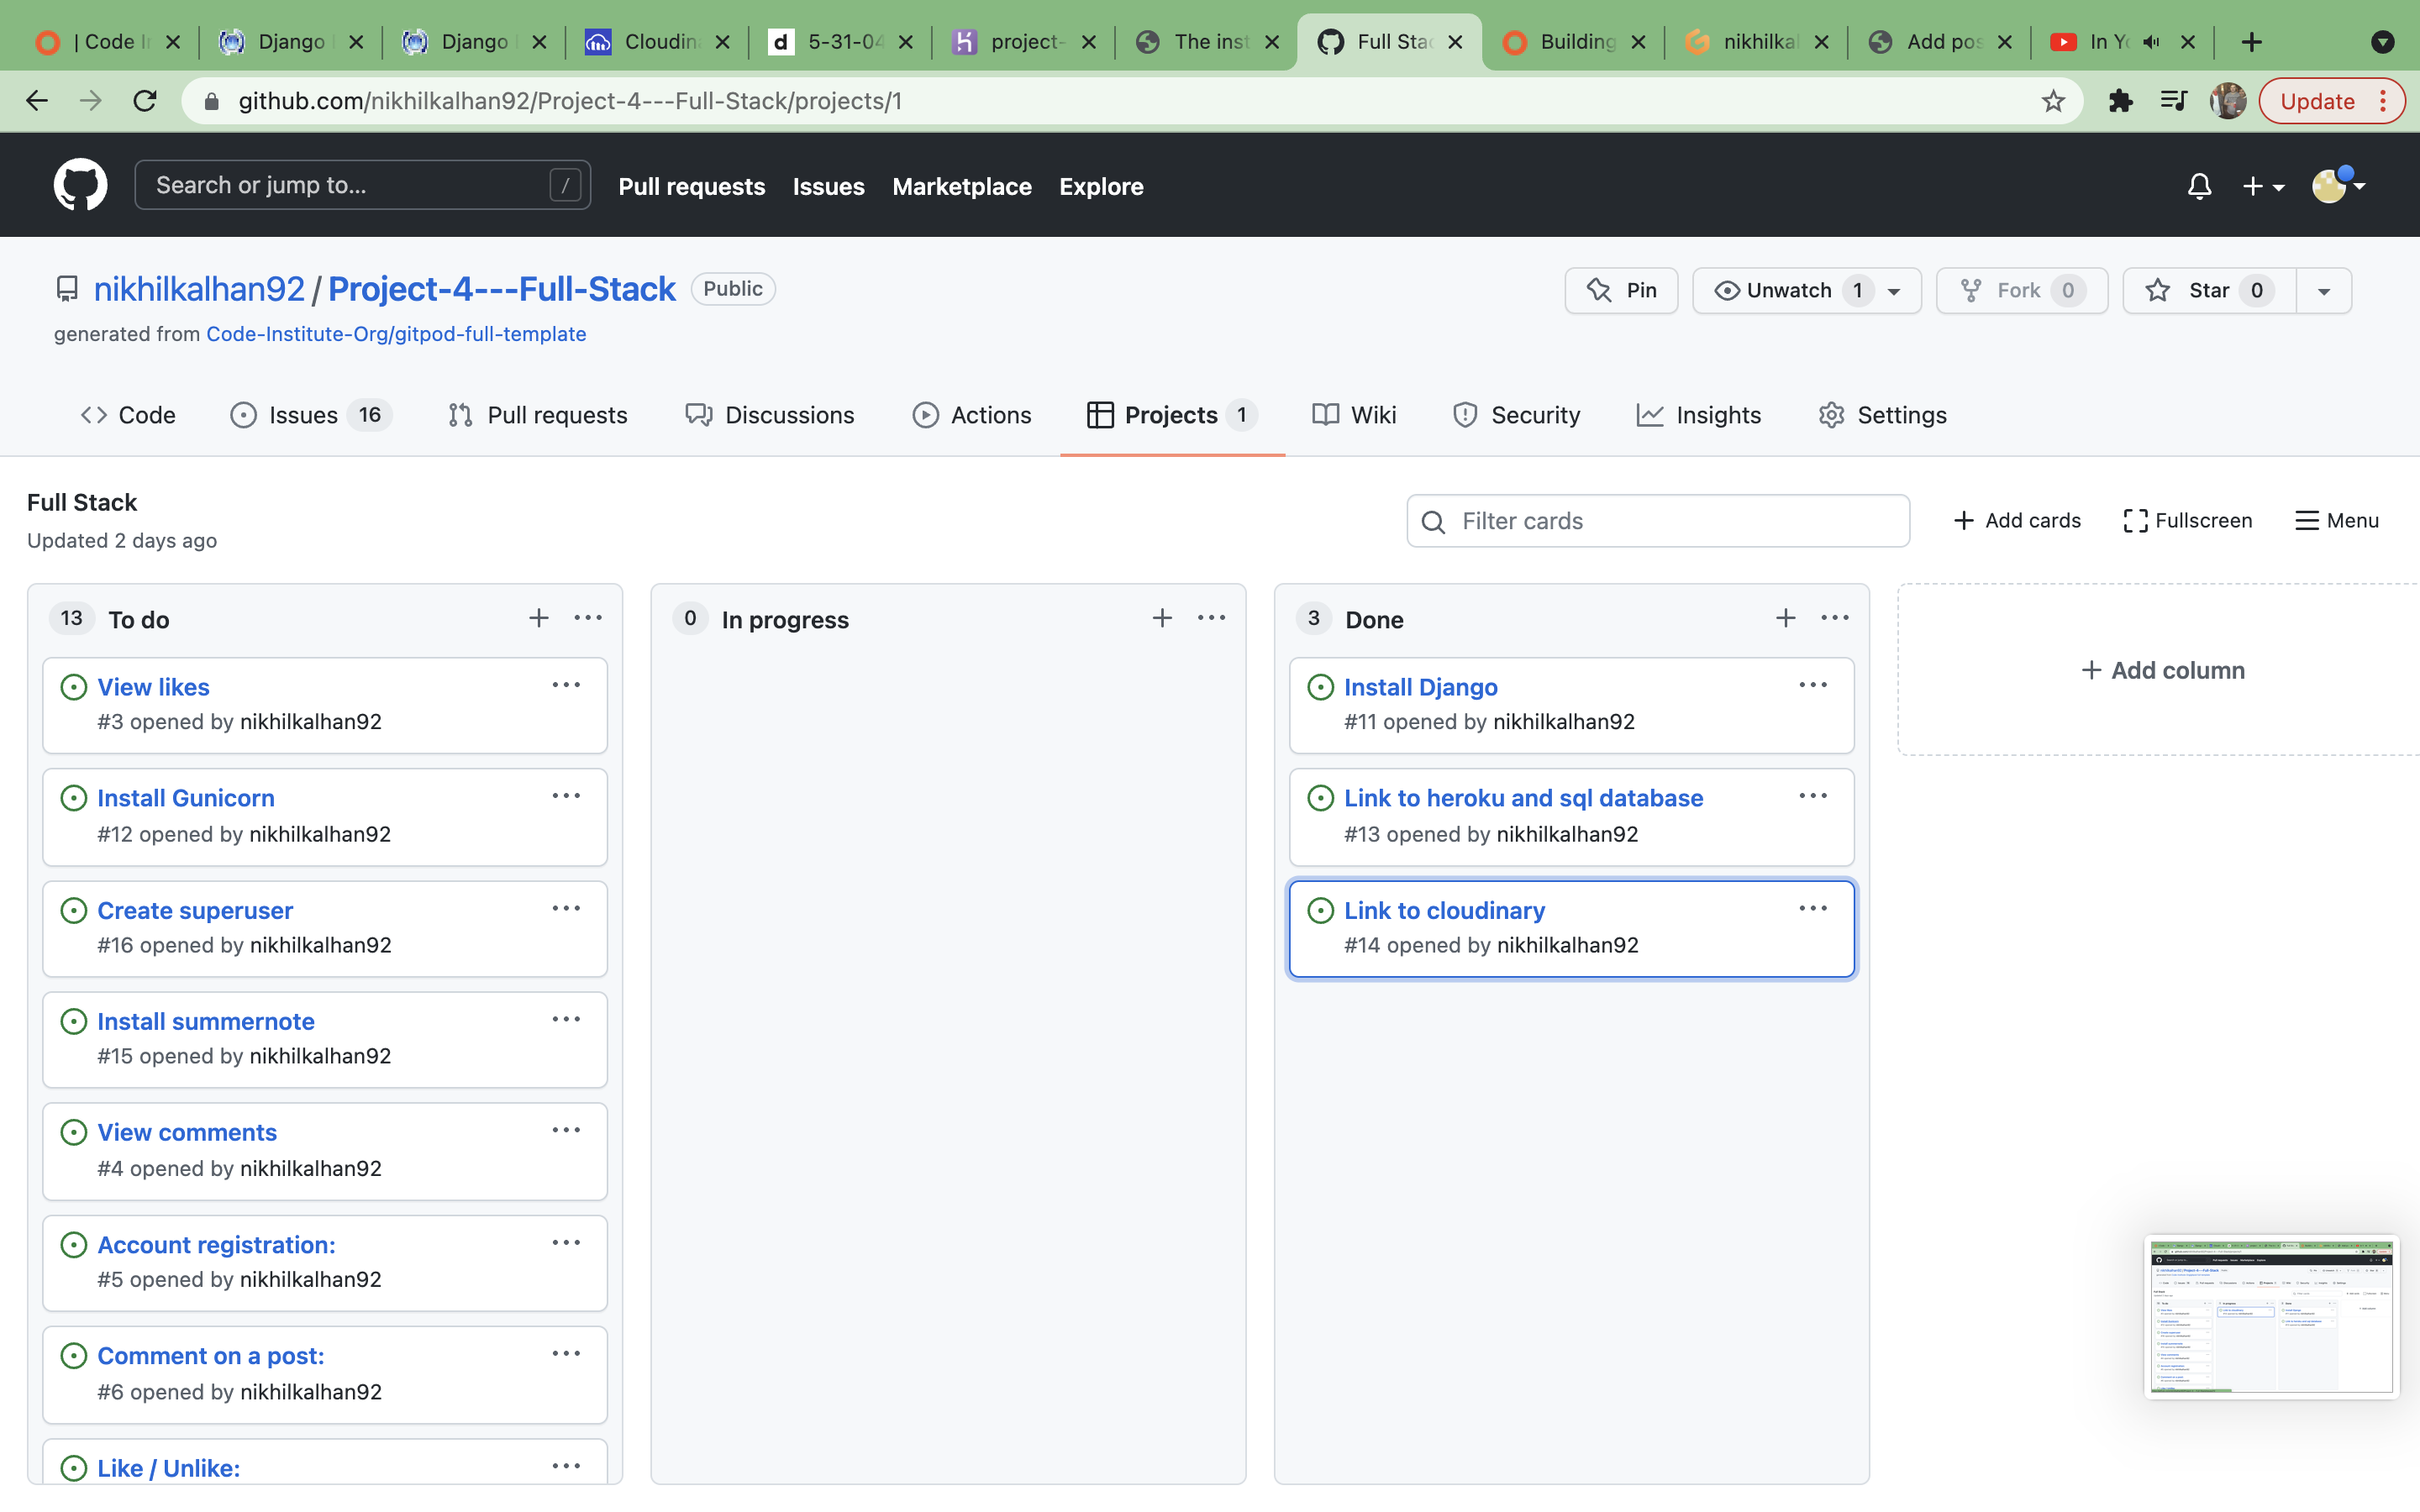 | Code I
Django
Django
Cloudin
5-31-04
project-
The inst
Full Stac
Building
nikhilkal
Add pos
In Yo
github.com/nikhilkalhan92/Project-4---Full-Stack/projects/1
Update
Search or jump to...
/
Pull requests
Issues
Marketplace
Explore
nikhilkalhan92 / Project-4---Full-Stack
Public
Pin
Unwatch 1
Fork 0
Star 0
generated from Code-Institute-Org/gitpod-full-template
Code
Issues 16
Pull requests
Discussions
Actions
Projects 1
Wiki
Security
Insights
Settings
Full Stack
Updated 2 days ago
Filter cards
+ Add cards
Fullscreen
Menu
13 To do
View likes
#3 opened by nikhilkalhan92
Install Gunicorn
#12 opened by nikhilkalhan92
Create superuser
#16 opened by nikhilkalhan92
Install summernote
#15 opened by nikhilkalhan92
View comments
#4 opened by nikhilkalhan92
Account registration:
#5 opened by nikhilkalhan92
Comment on a post:
#6 opened by nikhilkalhan92
Like / Unlike:
0 In progress
3 Done
Install Django
#11 opened by nikhilkalhan92
Link to heroku and sql database
#13 opened by nikhilkalhan92
Link to cloudinary
#14 opened by nikhilkalhan92
+ Add column